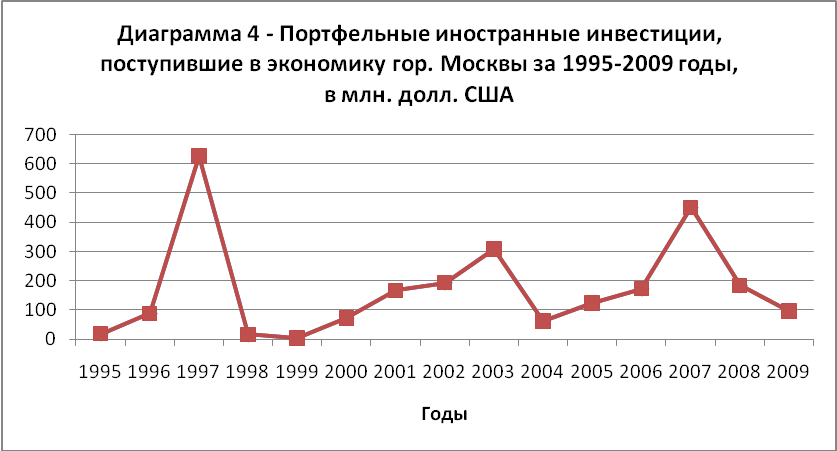 Диаграмма 4 - Портфельные иностранные инвестиции,
поступившие в экономику гор. Москвы за 1995-2009 годы,
в млн. долл. США
700
600
500
400
300
200
100
0
1995 1996 1997 1998 1999 2000 2001 2002 2003 2004 2005 2006 2007 2008 2009
Годы